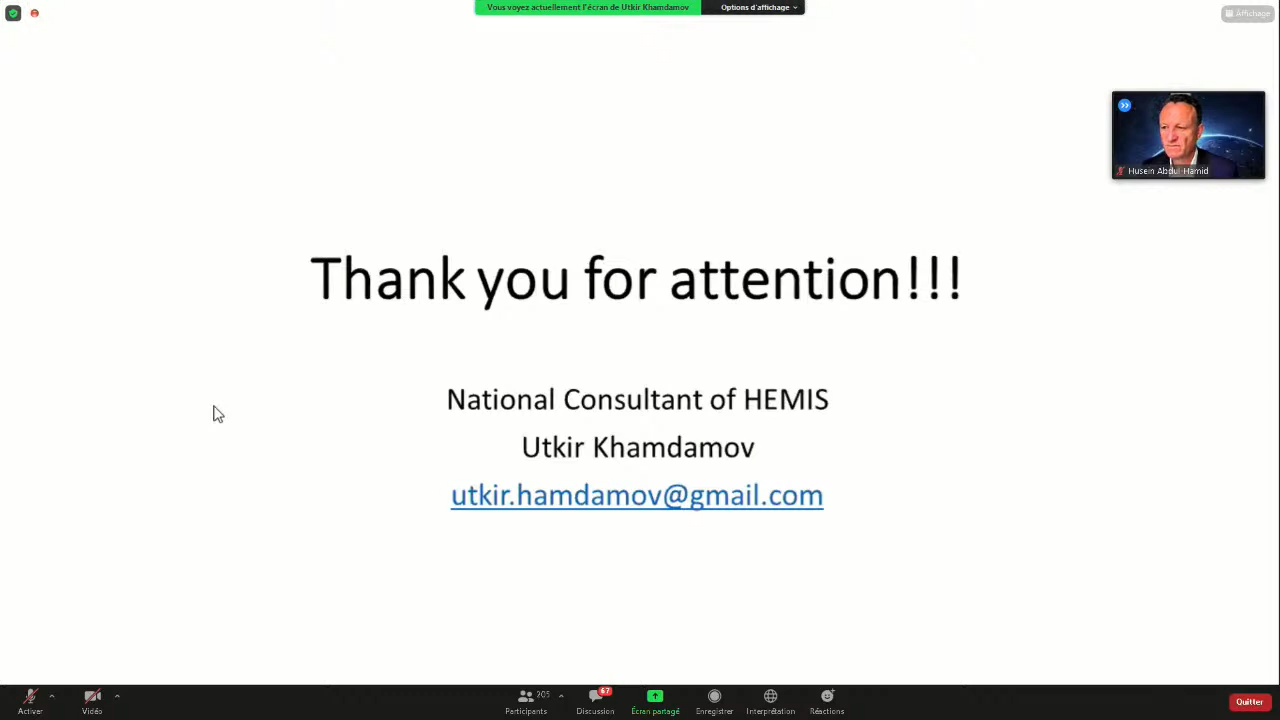 Vous voyez actuellement l'écran de Utkir Khamdamov
Options d'affichage
Affichage
Husein Abdul-Hamid
Thank you for attention!!!
National Consultant of HEMIS
Utkir Khamdamov
utkir.hamdamov@gmail.com
Activer
Vidéo
205
Participants
67
Discussion
Écran partagé
Enregistrer
Interprétation
Réactions
Quitter